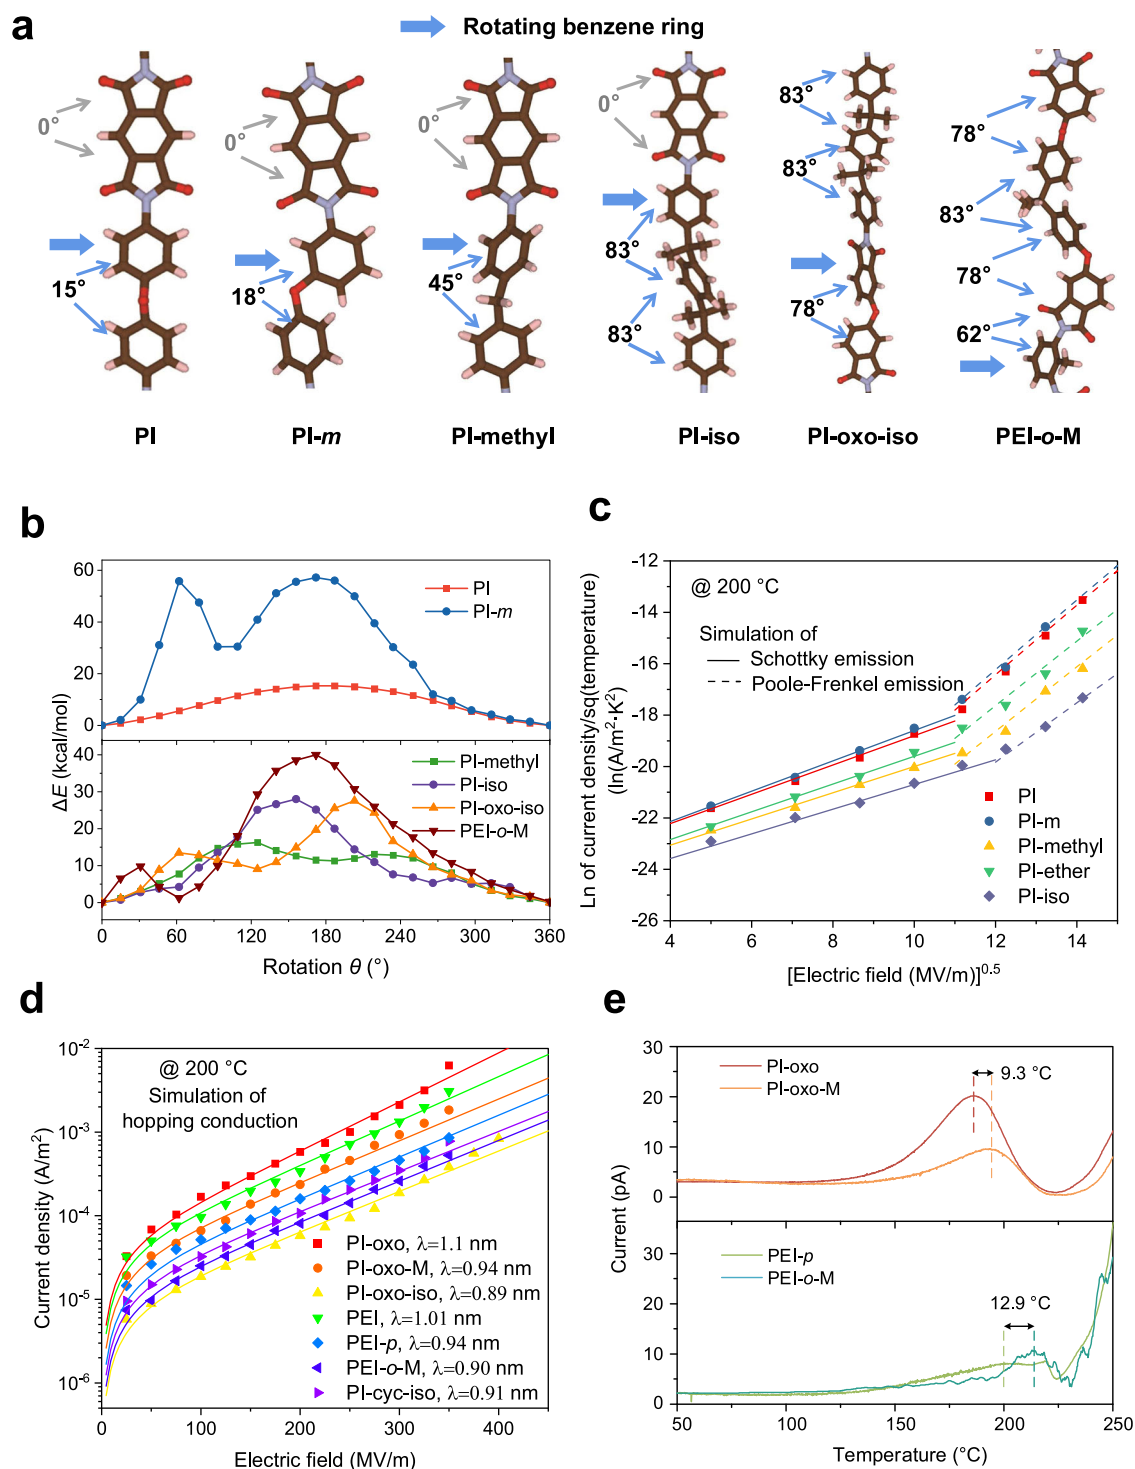 a
Rotating benzene ring
0°
0°
0°
0°
83°
83°
83°
83°
78°
78°
83°
78°
62°
15°
18°
45°
83°
78°
PI
PI-m
PI-methyl
PI-iso
PI-oxo-iso
PEI-o-M
b
60
40
20
0
PI
PI-m
40
30
20
10
0
PI-methyl
PI-iso
PI-oxo-iso
PEI-o-M
ΔE (kcal/mol)
0 60 120 180 240 300 360
Rotation θ (°)
c
-12
-14
-16
-18
-20
-22
-24
-26
@ 200 °C
Simulation of
Schottky emission
Poole-Frenkel emission
PI
PI-m
PI-methyl
PI-ether
PI-iso
Ln of current density/sq(temperature)
(ln(A/m²·K²)
4 6 8 10 12 14
[Electric field (MV/m)]^0.5
d
10⁻²
10⁻³
10⁻⁴
10⁻⁵
10⁻⁶
@ 200 °C
Simulation of
hopping conduction
PI-oxo, λ=1.1 nm
PI-oxo-M, λ=0.94 nm
PI-oxo-iso, λ=0.89 nm
PEI, λ=1.01 nm
PEI-p, λ=0.94 nm
PEI-o-M, λ=0.90 nm
PI-cyc-iso, λ=0.91 nm
Current density (A/m²)
0 100 200 300 400
Electric field (MV/m)
e
30
20
10
0
PI-oxo
PI-oxo-M
9.3 °C
30
20
10
0
PEI-p
PEI-o-M
12.9 °C
Current (pA)
50 100 150 200 250
Temperature (°C)